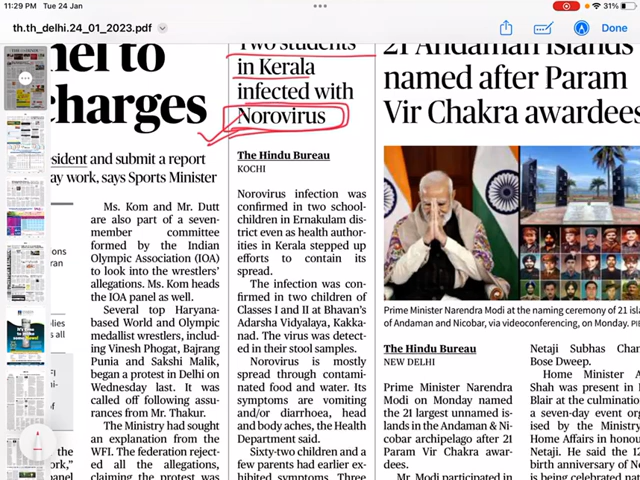 11:29 PM Tue 24 Jan
31%
th.th_delhi.24_01_2023.pdf
Done
nel to
charges
sident and submit a report
ay work, says Sports Minister
Ms. Kom and Mr. Dutt
are also part of a seven-
member committee
formed by the Indian
Olympic Association (IOA)
to look into the wrestlers’
allegations. Ms. Kom heads
the IOA panel as well.
Several top Haryana-
based World and Olympic
medallist wrestlers, includ-
ing Vinesh Phogat, Bajrang
Punia and Sakshi Malik,
began a protest in Delhi on
Wednesday last. It was
called off following assu-
rances from Mr. Thakur.
The Ministry had sought
an explanation from the
WFI. The federation reject-
ed all the allegations,
claiming the protest was
Two students
in Kerala
infected with
Norovirus
The Hindu Bureau
KOCHI
Norovirus infection was
confirmed in two school-
children in Ernakulam dis-
trict even as health author-
ities in Kerala stepped up
efforts to contain its
spread.
The infection was con-
firmed in two children of
Classes I and II at Bhavan’s
Adarsha Vidyalaya, Kakka-
nad. The virus was detect-
ed in their stool samples.
Norovirus is mostly
spread through contami-
nated food and water. Its
symptoms are vomiting
and/or diarrhoea, head
and body aches, the Health
Department said.
Sixty-two children and
a few parents had earlier ex-
hibited symptoms. Three
21 Andaman islands
named after Param
Vir Chakra awardees
Prime Minister Narendra Modi at the naming ceremony of 21 isla
of Andaman and Nicobar, via videoconferencing, on Monday. PI
The Hindu Bureau
NEW DELHI
Prime Minister Narendra
Modi on Monday named
the 21 largest unnamed is-
lands in the Andaman & Ni-
cobar archipelago after 21
Param Vir Chakra awar-
dees.
Mr. Modi participated in
Netaji Subhas Chan
Bose Dweep.
Home Minister A
Shah was present in P
Blair at the culmination
a seven-day event org
ised by the Ministry
Home Affairs in honour
Netaji. He said the 12
birth anniversary of Ne
is being celebrated na